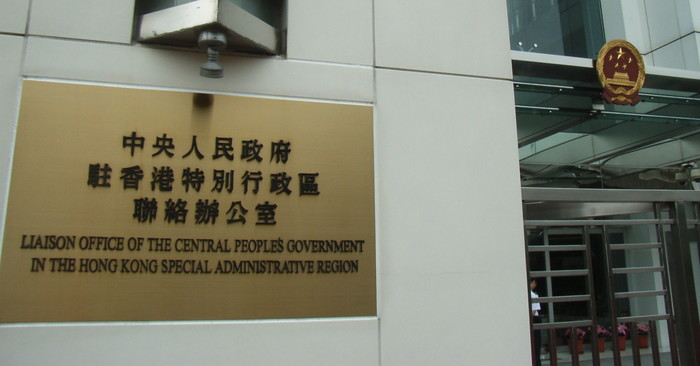 中央人民政府
駐香港特別行政區
聯絡辦公室
LIAISON OFFICE OF THE CENTRAL PEOPLE'S GOVERNMENT
IN THE HONG KONG SPECIAL ADMINISTRATIVE REGION